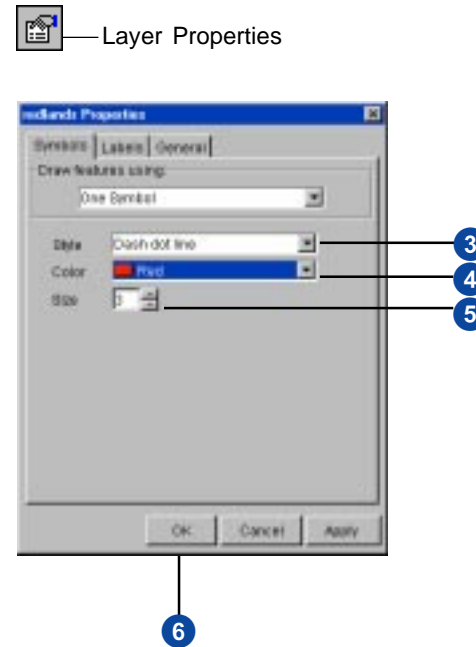 Layer Properties
redlands Properties
Symbols Labels General
Draw features using:
One Symbol
Style Dash dot line
3
Color Red
4
Size 3
5
OK Cancel Apply
6